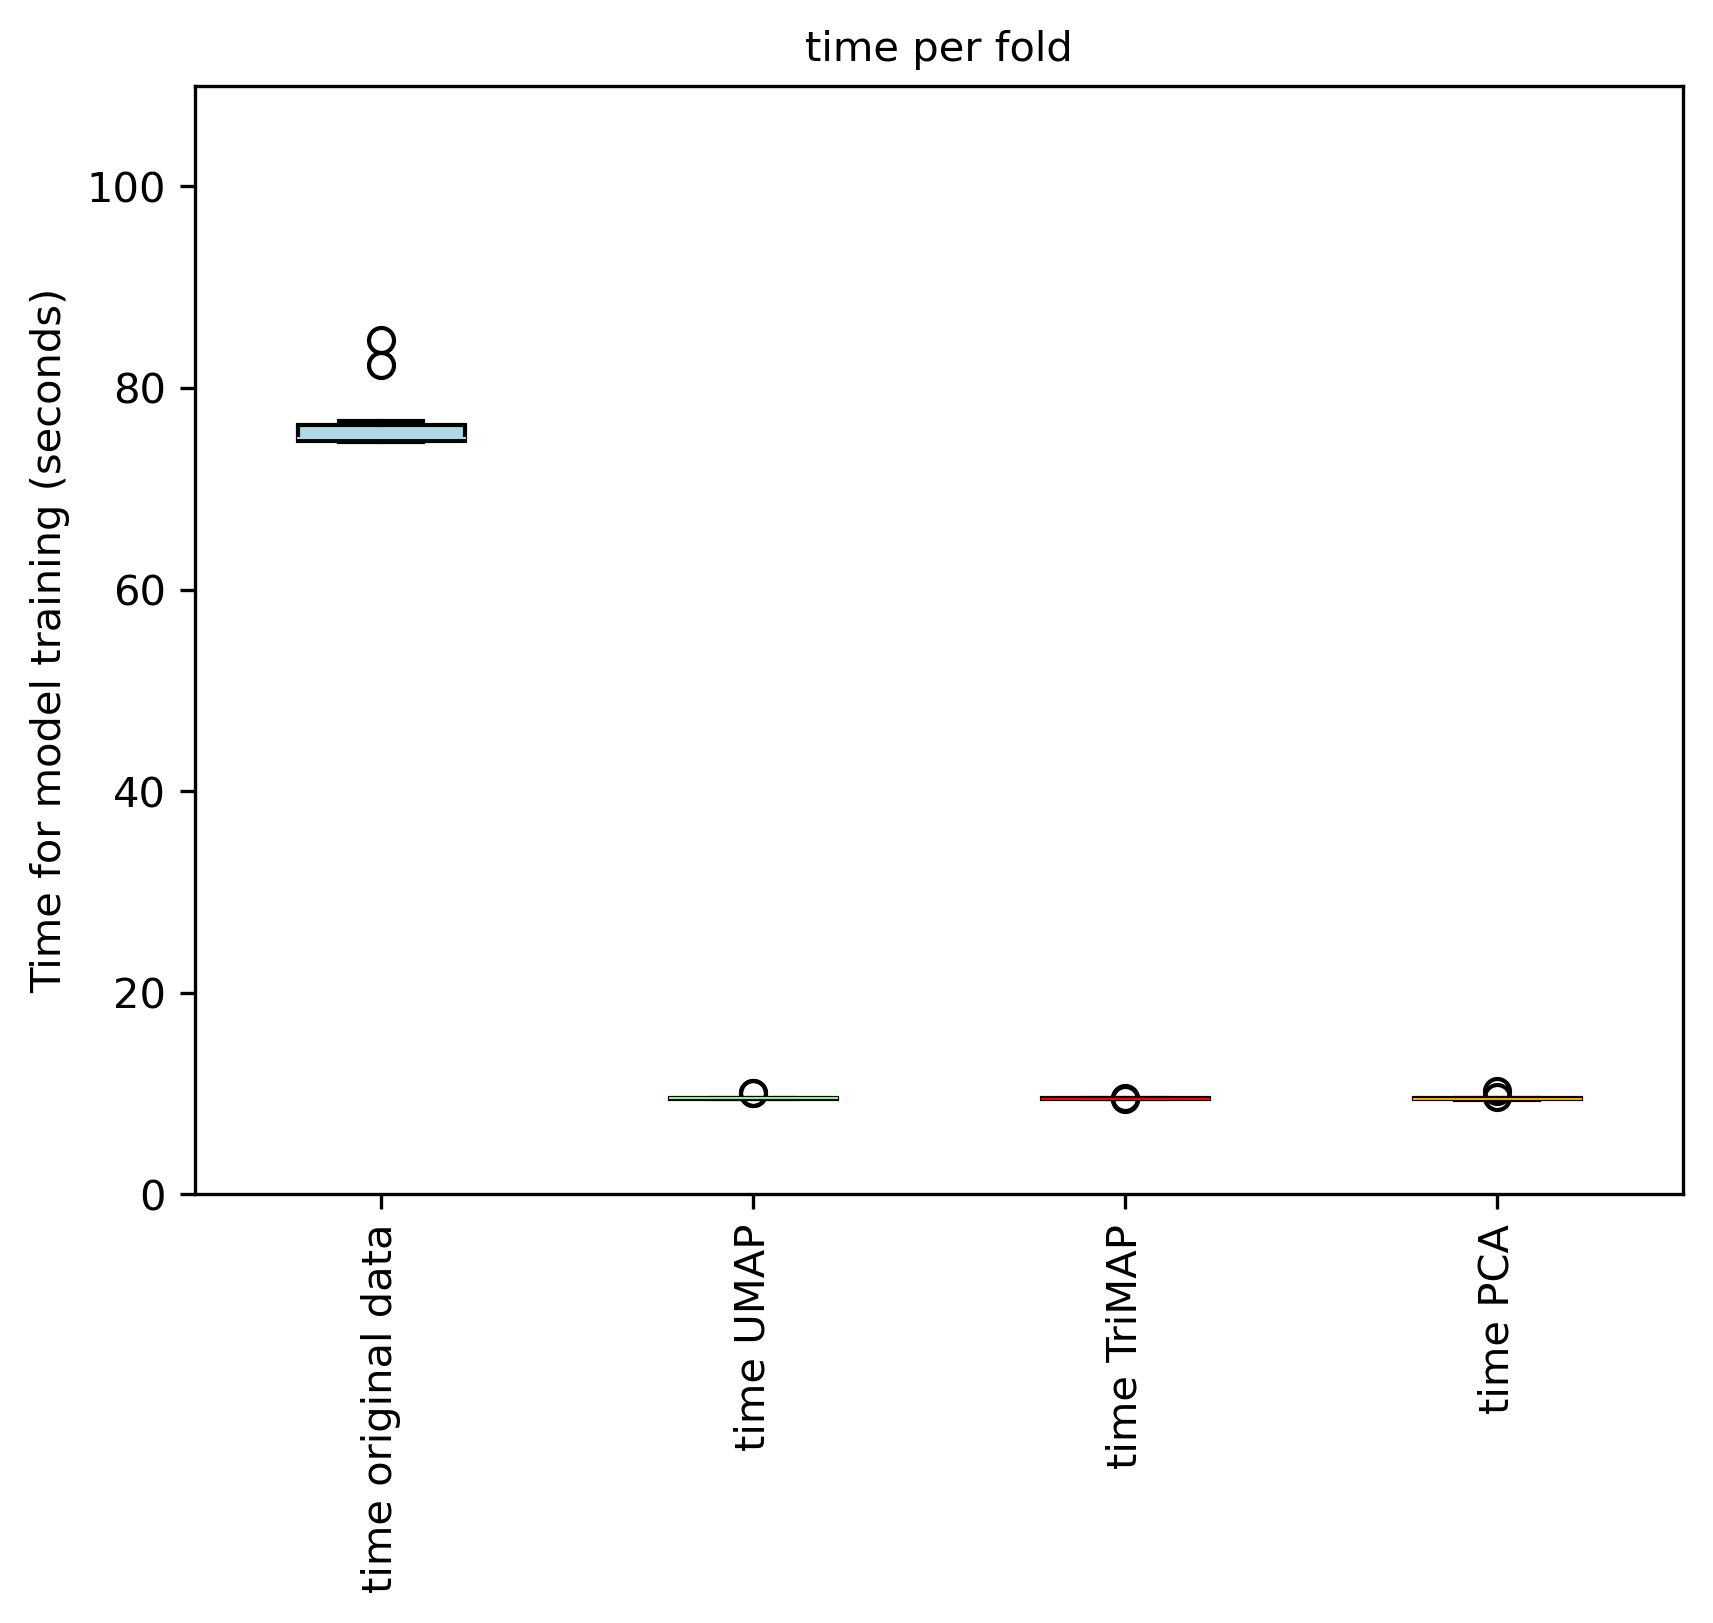 time per fold
Time for model training (seconds)
100
80
60
40
20
0
time original data
time UMAP
time TriMAP
time PCA